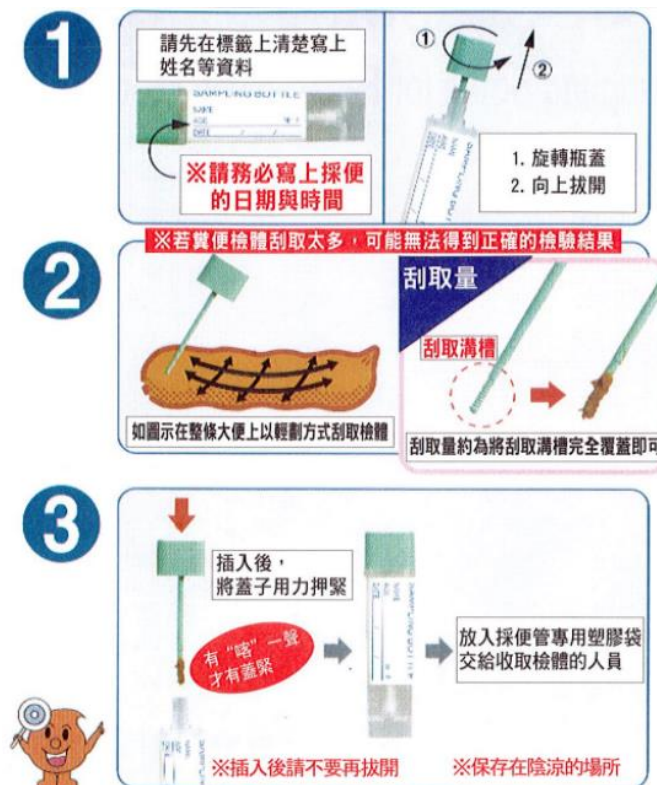 1
請先在標籤上清楚寫上
姓名等資料
SAMPLING BOTTLE
NAME
AGE
DATE
※請務必寫上採便
的日期與時間
①
②
1. 旋轉瓶蓋
2. 向上拔開
※若糞便檢體刮取太多，可能無法得到正確的檢驗結果
2
如圖示在整條大便上以輕劃方式刮取檢體
刮取量
刮取溝槽
刮取量約為將刮取溝槽完全覆蓋即可
3
插入後，
將蓋子用力押緊
有"喀"一聲
才有蓋緊
放入採便管專用塑膠袋
交給收取檢體的人員
※插入後請不要再拔開
※保存在陰涼的場所